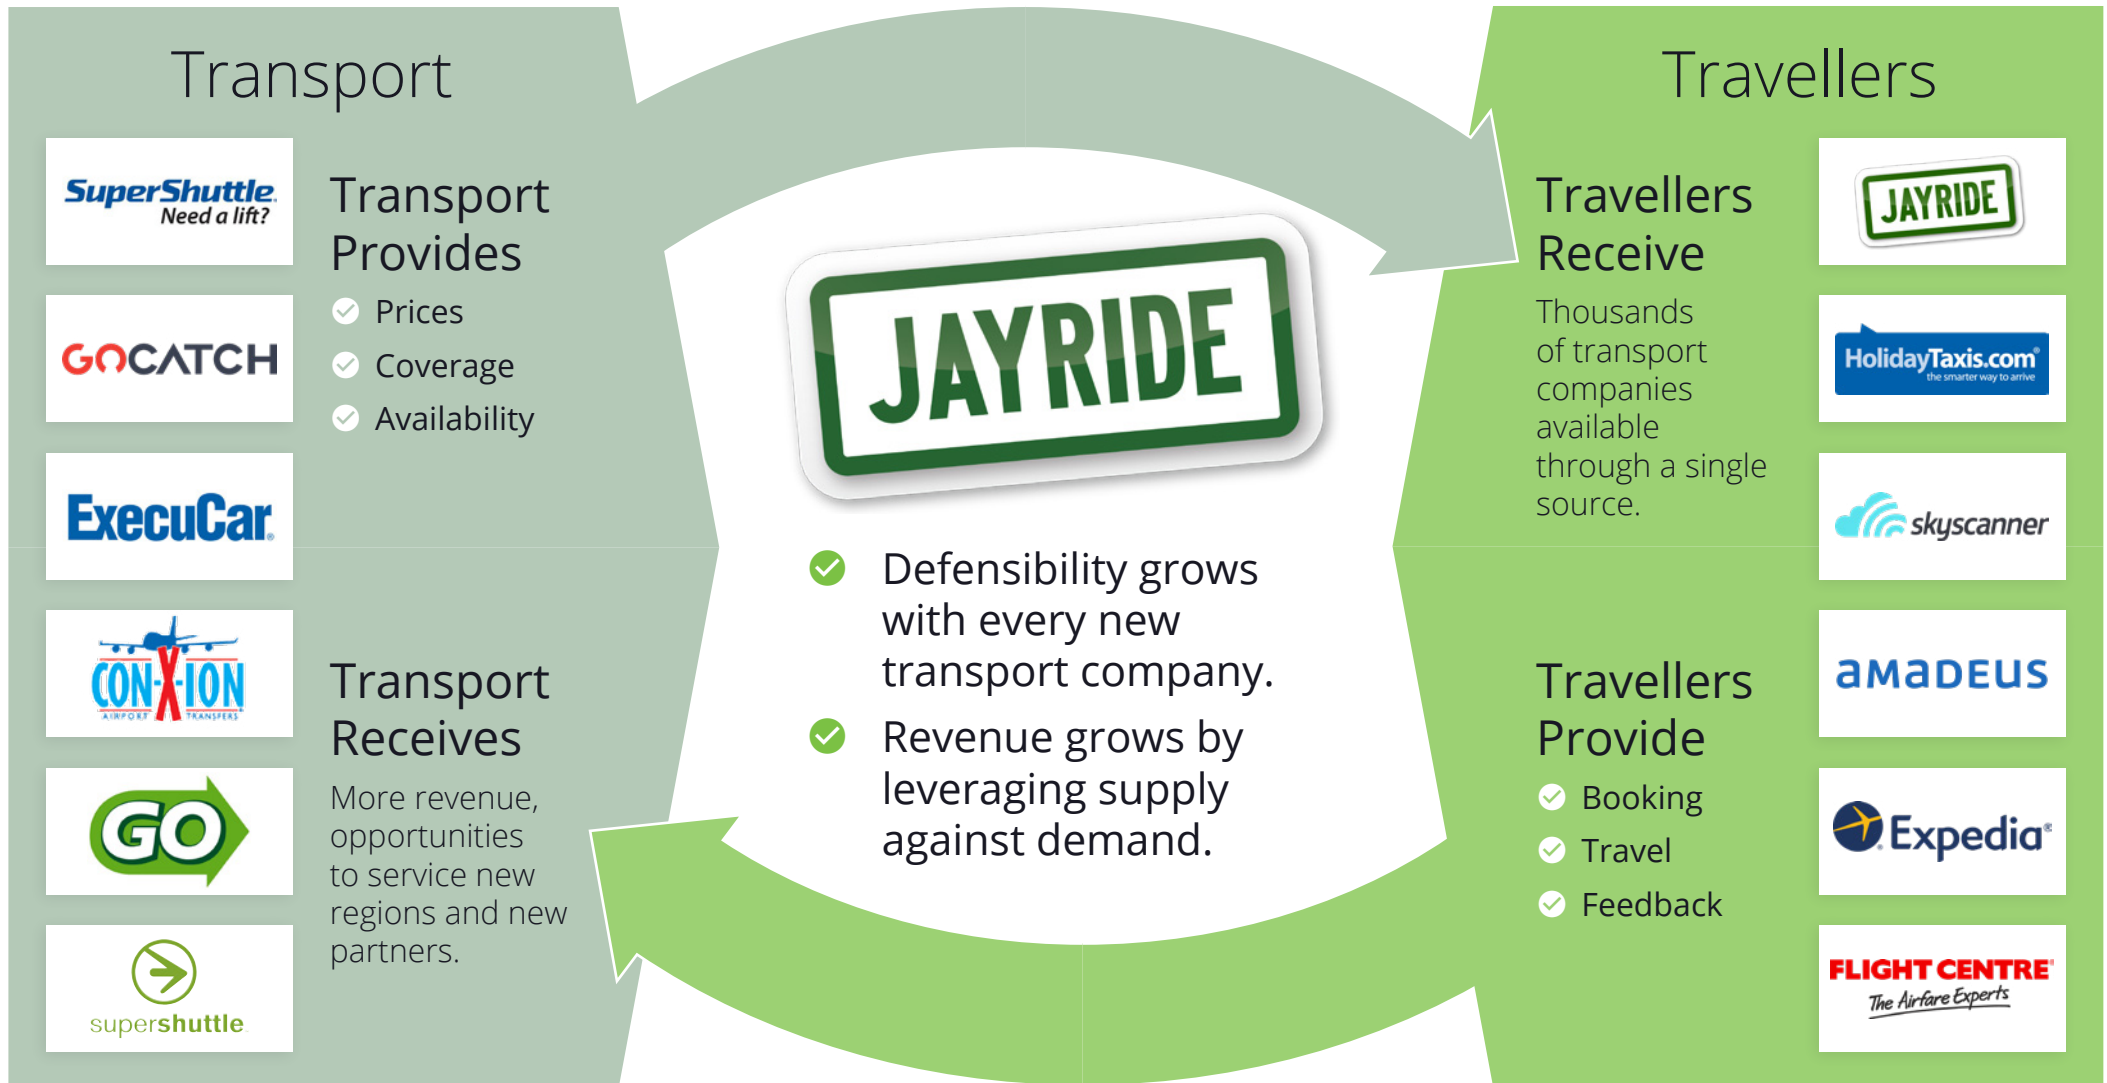 Transport
SuperShuttle
Need a lift?
GOCATCH
ExecuCar®
CON-X-ION
AIRPORT TRANSFERS
GO
supershuttle
Transport
Provides
Prices
Coverage
Availability
Transport
Receives
More revenue,
opportunities
to service new
regions and new
partners.
JAYRIDE
Defensibility grows
with every new
transport company.
Revenue grows by
leveraging supply
against demand.
Travellers
Travellers
Receive
Thousands
of transport
companies
available
through a single
source.
Travellers
Provide
Booking
Travel
Feedback
JAYRIDE
HolidayTaxis.com®
the smarter way to arrive
skyscanner
amadeus
Expedia®
FLIGHT CENTRE®
The Airfare Experts